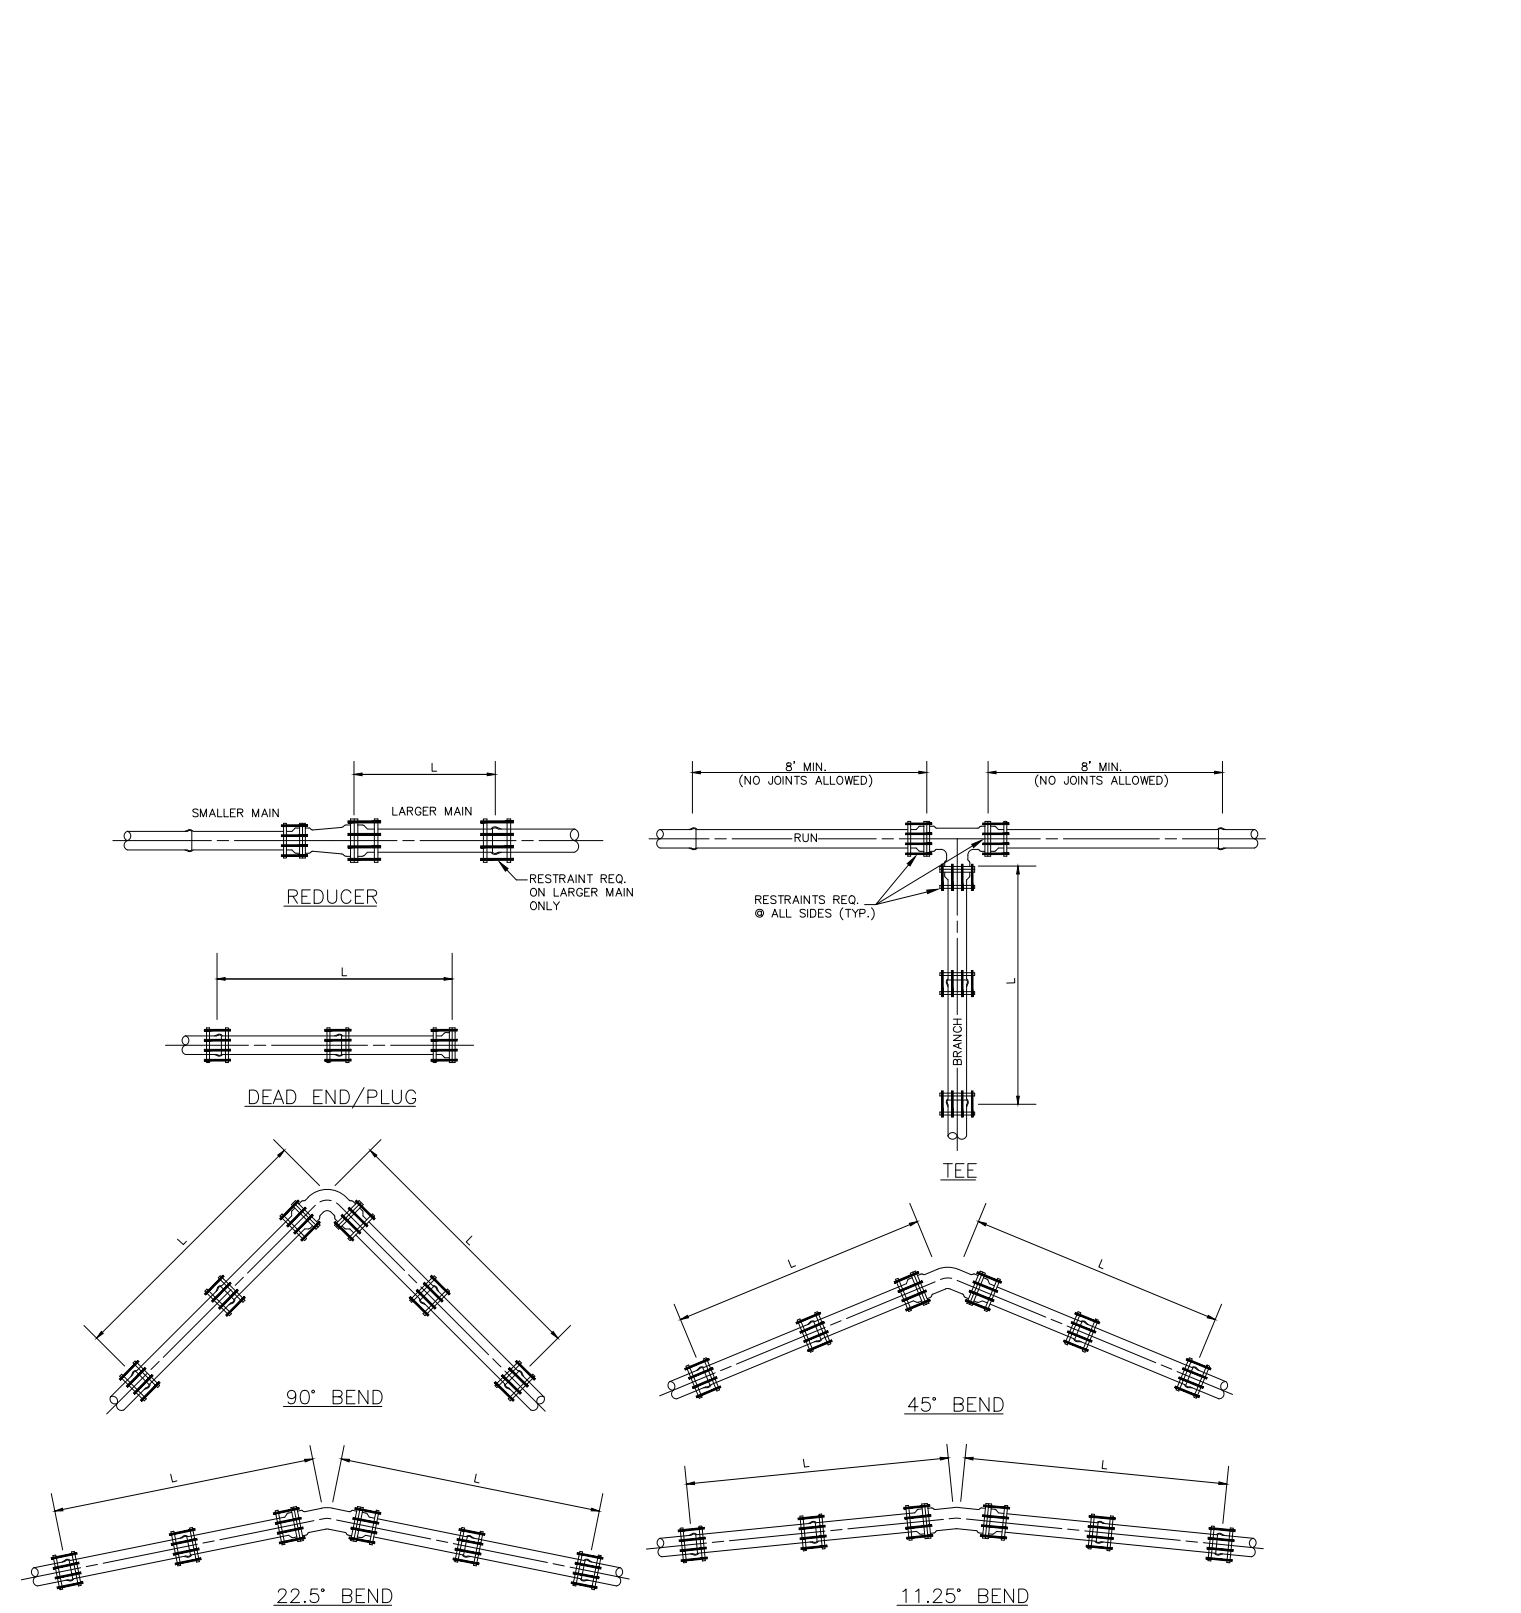 L
SMALLER MAIN
LARGER MAIN
RESTRAINT REQ.
ON LARGER MAIN
ONLY
REDUCER
8' MIN.
(NO JOINTS ALLOWED)
8' MIN.
(NO JOINTS ALLOWED)
RUN
RESTRAINTS REQ.
@ ALL SIDES (TYP.)
L
BRANCH
TEE
L
DEAD END/PLUG
L
L
90° BEND
L
L
45° BEND
L
L
22.5° BEND
L
L
11.25° BEND